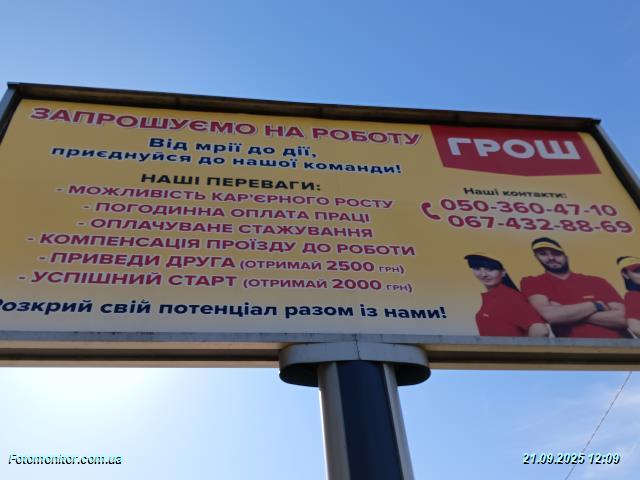 ЗАПРОШУЄМО НА РОБОТУ
ГРОШ
Від мрії до дії,
приєднуйся до нашої команди!
НАШІ ПЕРЕВАГИ:
- МОЖЛИВІСТЬ КАР'ЄРНОГО РОСТУ
- ПОГОДИННА ОПЛАТА ПРАЦІ
- ОПЛАЧУВАНЕ СТАЖУВАННЯ
- КОМПЕНСАЦІЯ ПРОЇЗДУ ДО РОБОТИ
- ПРИВЕДИ ДРУГА (ОТРИМАЙ 2500 ГРН)
- УСПІШНИЙ СТАРТ (ОТРИМАЙ 2000 ГРН)
Розкрий свій потенціал разом із нами!
Наші контакти:
050-360-47-10
067-432-88-69
Fotomonitor.com.ua
21.09.2025 12:09